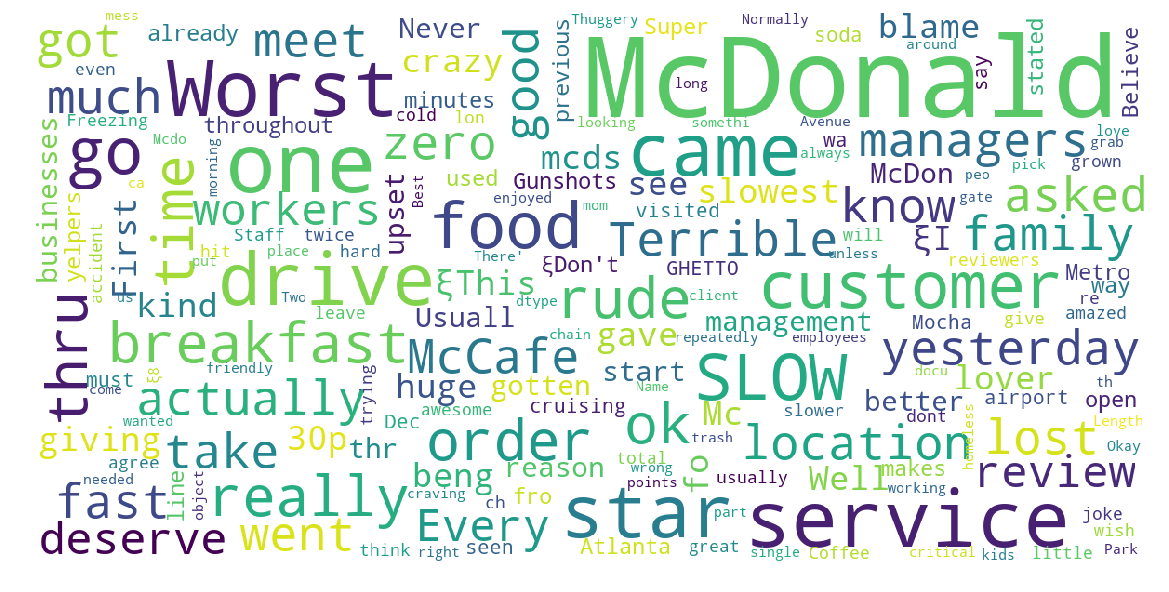 mess
got
already
meet
Never
crazy
Thuggery
Super
Normally
soda
blame
around
even
much
Worst
minutes
good
previous
McDonald
long
say
stated
Believe
Freezing
throughout
cold
lon
looking
somethi
Avenue
love
businesses
Mcdo
go
morning
time
one
zero
mcds
came
wa
always
managers
grab
pick
grown
ca
yelpers
First
workers
upset
Best
used
Gunshots
see
slowest
McDon
peo
gate
know
asked
enjoyed
mom
visited
accident
hit
Staff
twice
hard
food
Terrible
will
unless
ξI
family
put
place
There'
ξDon't
GHETTO
reviewers
us
Two
drive
ξThis
dtype
rude
client
customer
Metro
re
way
thru
kind
leave
Usuall
chain
gave
management
repeatedly
employees
Mocha
give
amazed
breakfast
McCafe
yesterday
must
come
ξ8
friendly
trying
huge
gotten
start
SLOW
docu
lover
th
open
wanted
actually
awesome
cruising
Name
Mc
slower
better
dont
airport
Length
giving
30p
Dec
thr
order
ok
trash
location
homeless
lost
Okay
agree
take
needed
line
object
beng
reason
total
wrong
points
fo
usually
Well
makes
working
review
fast
really
craving
ch
fro
star
part
service
joke
wish
deserve
went
think
right
seen
Every
Atlanta
great
single
Coffee
critical
kids
little
Park